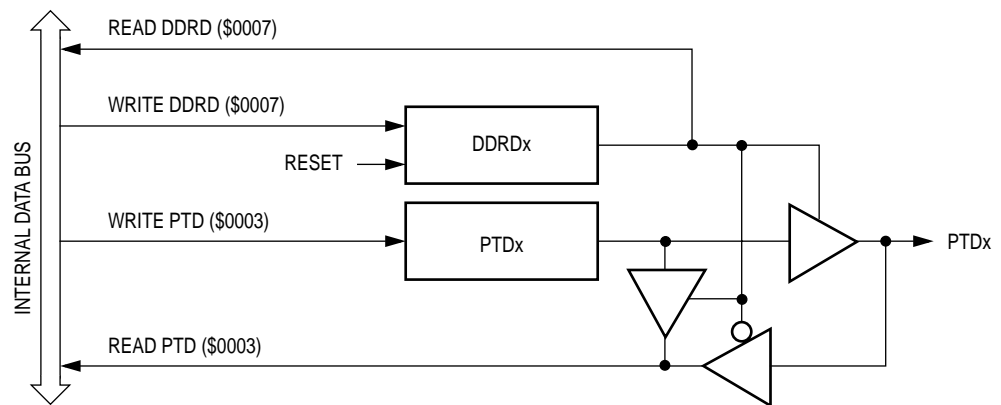 READ DDRD ($0007)
WRITE DDRD ($0007)
DDRDx
RESET
WRITE PTD ($0003)
PTDx
PTDx
READ PTD ($0003)
INTERNAL DATA BUS